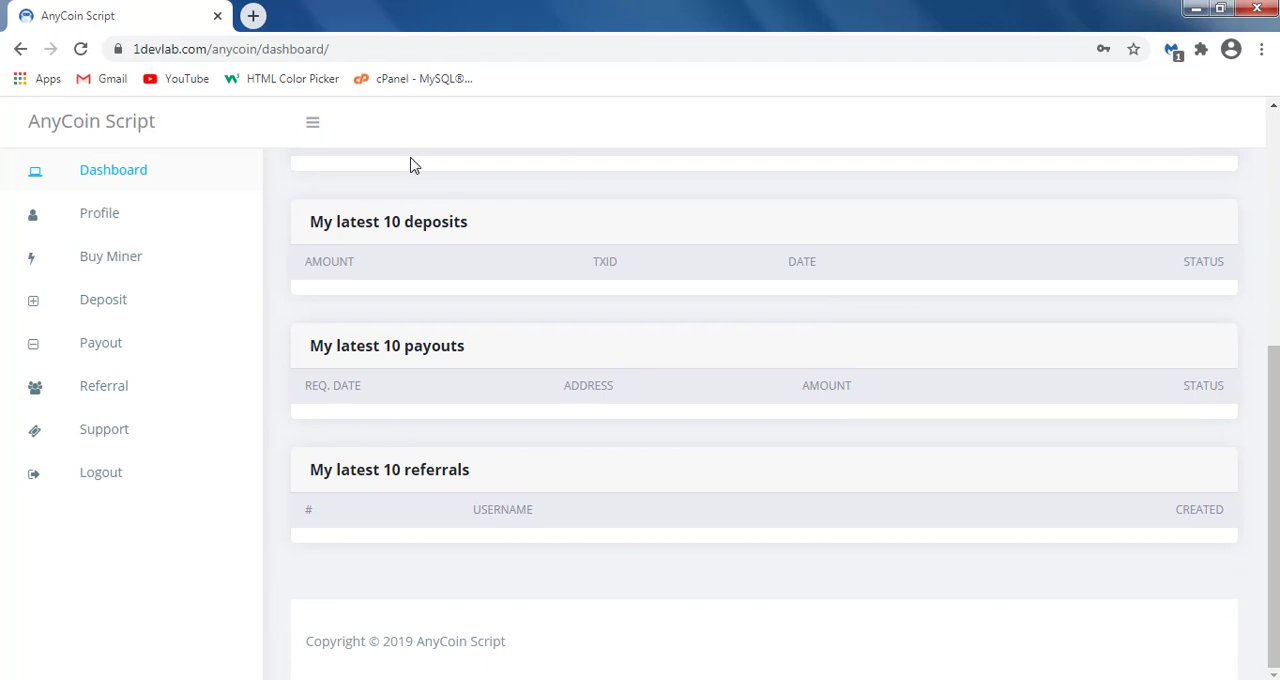 AnyCoin Script
1devlab.com/anycoin/dashboard/
1
Apps Gmail YouTube HTML Color Picker cPanel - MySQL®...
AnyCoin Script
Dashboard
Profile
Buy Miner
Deposit
Payout
Referral
Support
Logout
My latest 10 deposits
AMOUNT TXID DATE STATUS
My latest 10 payouts
REQ. DATE ADDRESS AMOUNT STATUS
My latest 10 referrals
# USERNAME CREATED
Copyright © 2019 AnyCoin Script